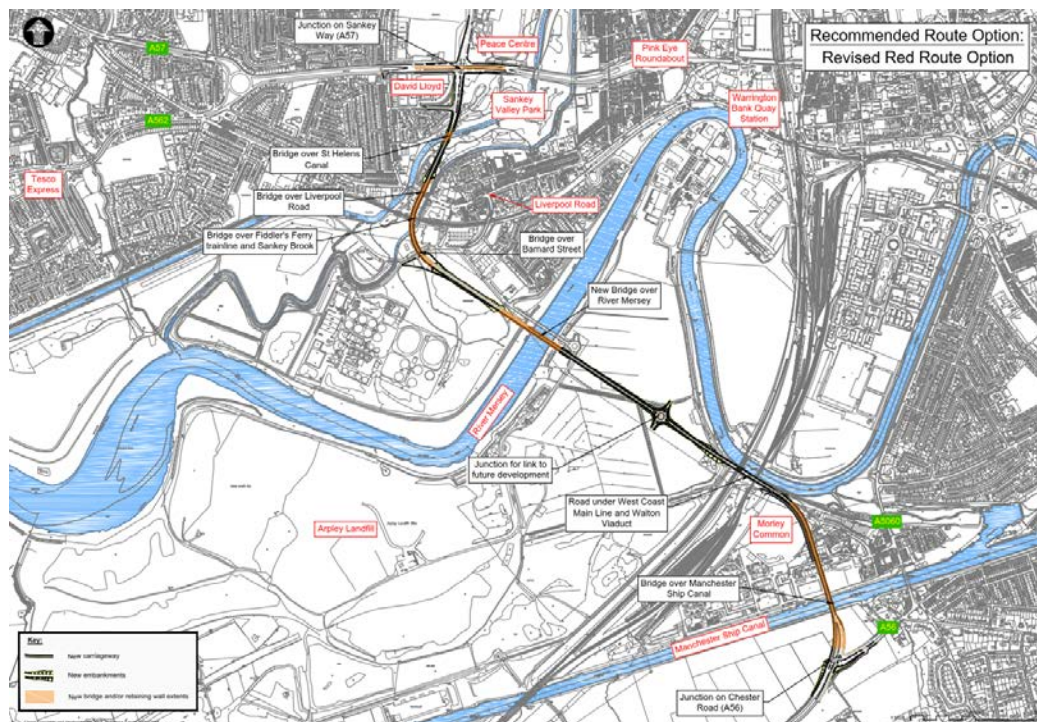 Recommended Route Option:
Revised Red Route Option
Junction on Sankey
Way (A57)
Peace Centre
A57
Pink Eye
Roundabout
David Lloyd
Sankey
Valley Park
Warrington
Bank Quay
Station
A562
Bridge over St Helens
Canal
Tesco
Express
Bridge over Liverpool
Road
Liverpool Road
Bridge over Fiddler's Ferry
trainline and Sankey Brook
Bridge over
Barnard Street
New Bridge over
River Mersey
River Mersey
Junction for link to
future development
Road under West Coast
Main Line and Walton
Viaduct
Arpley Landfill
Morley
Common
A5060
Bridge over Manchester
Ship Canal
Manchester Ship Canal
A56
Junction on Chester
Road (A56)
Key:
New carriageway
New embankments
New bridge and/or retaining wall extents